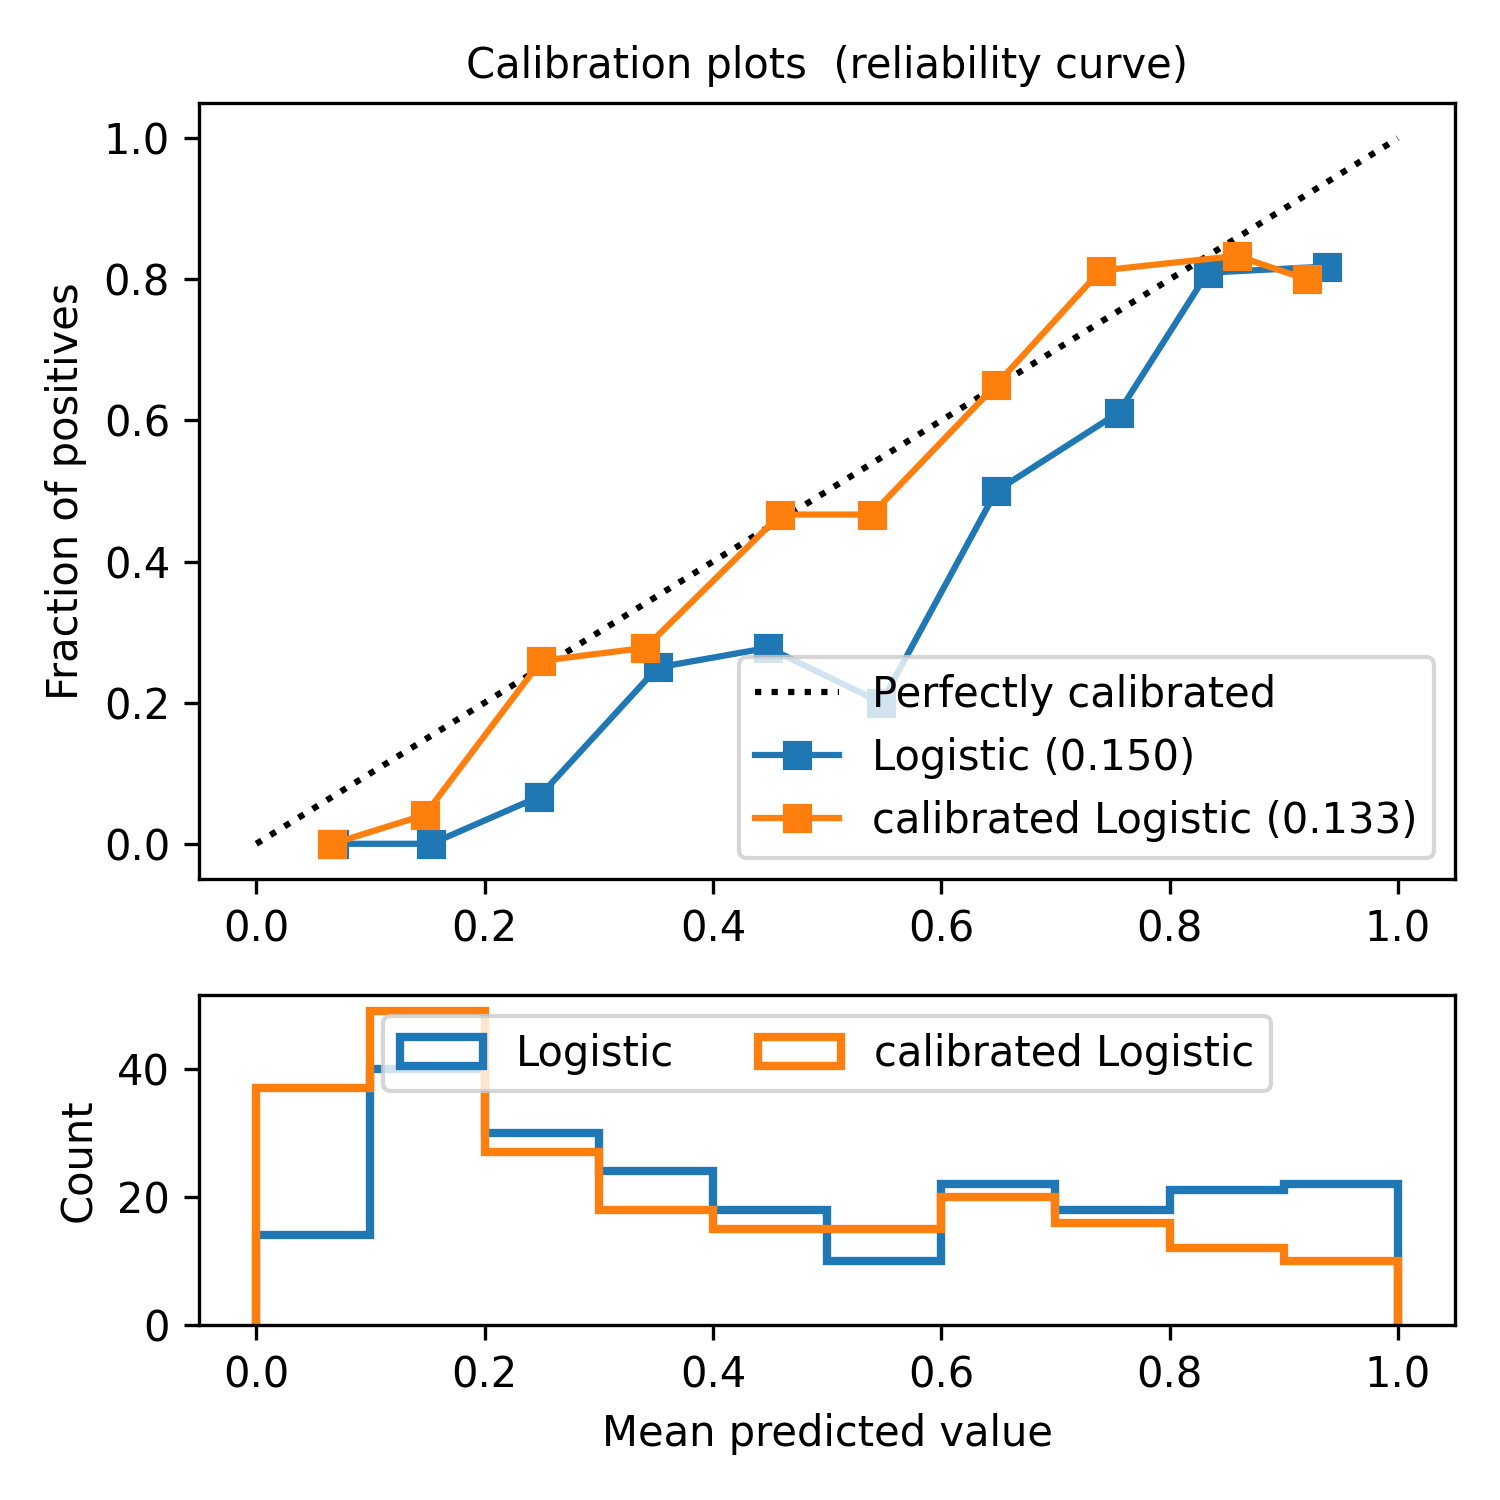 Calibration plots  (reliability curve)
1.0
0.8
0.6
0.4
0.2
0.0
Fraction of positives
Perfectly calibrated
Logistic (0.150)
calibrated Logistic (0.133)
0.0 0.2 0.4 0.6 0.8 1.0
Logistic calibrated Logistic
40
20
0
Count
0.0 0.2 0.4 0.6 0.8 1.0
Mean predicted value